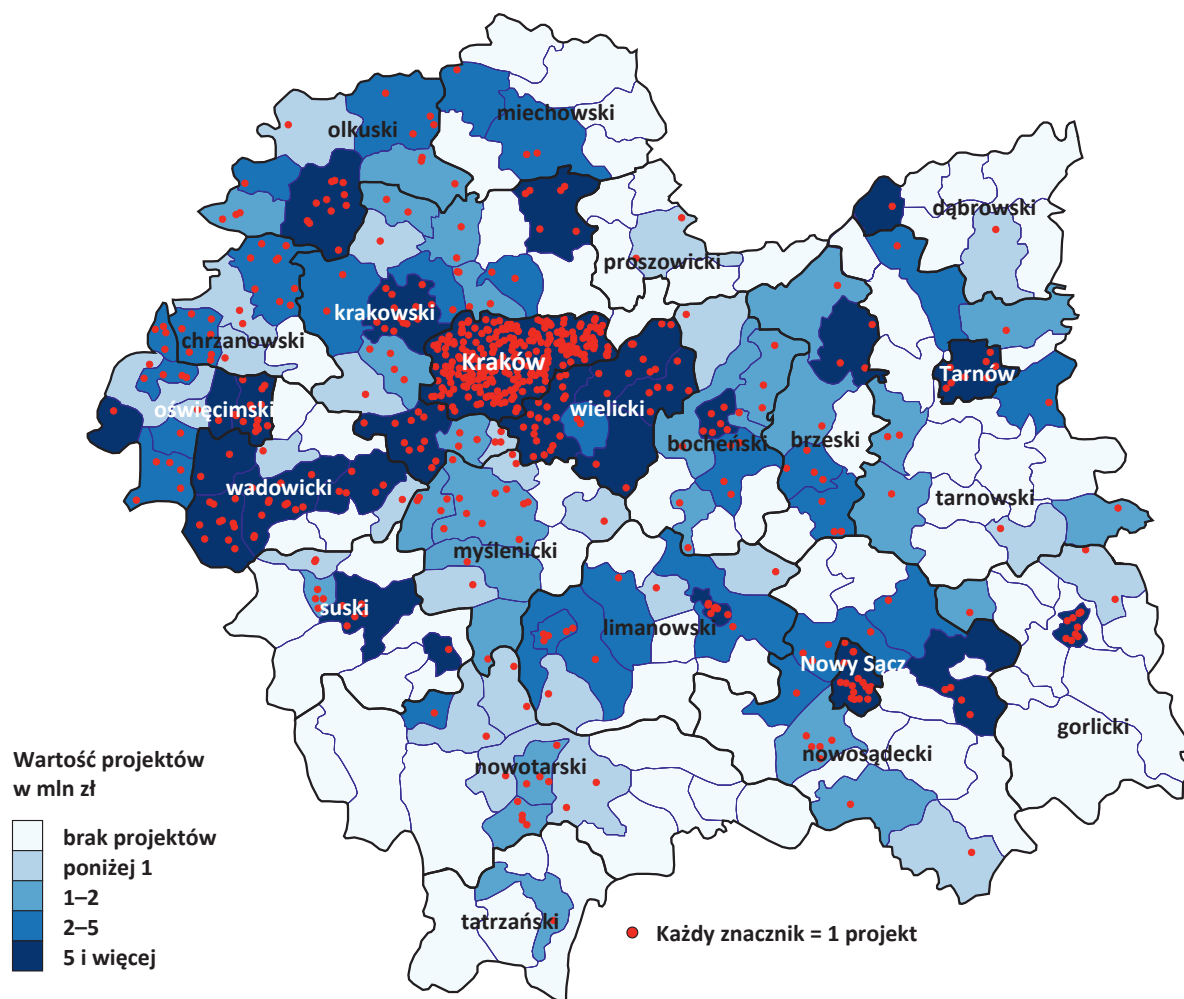 olkuski
miechowski
dąbrowski
proszowicki
krakowski
chrzanowski
Kraków
Tarnów
oświęcimski
wielicki
bocheński
brzeski
wadowicki
tarnowski
myślenicki
suski
limanowski
Nowy Sącz
gorlicki
nowosądecki
nowotarski
tatrzański
Wartość projektów
w mln zł
brak projektów
poniżej 1
1–2
2–5
5 i więcej
Każdy znacznik = 1 projekt